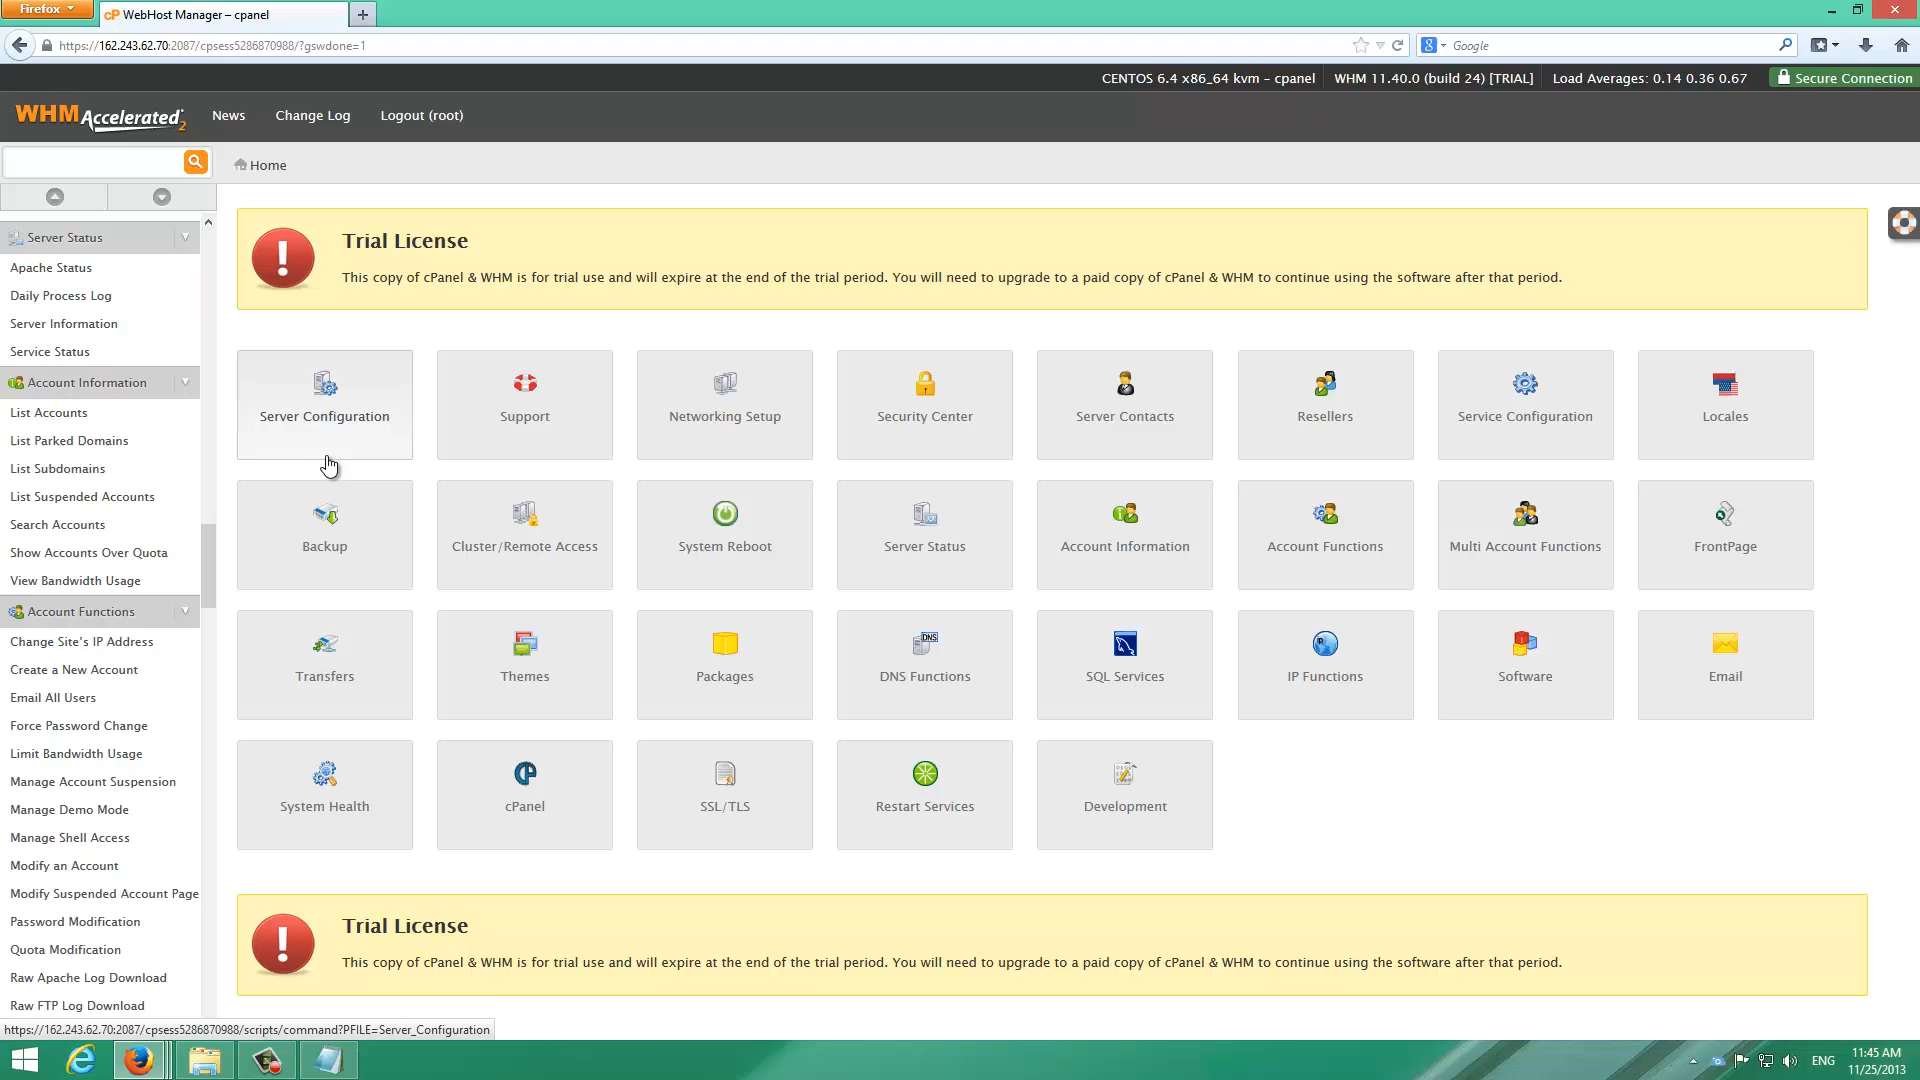 Firefox
cP WebHost Manager – cpanel
https://162.243.62.70:2087/cpsess5286870988/?gswdone=1
Google
CENTOS 6.4 x86_64 kvm – cpanel
WHM 11.40.0 (build 24) [TRIAL]
Load Averages: 0.14 0.36 0.67
Secure Connection
WHM Accelerated 2
News
Change Log
Logout (root)
Home
Server Status
Apache Status
Daily Process Log
Server Information
Service Status
Account Information
List Accounts
List Parked Domains
List Subdomains
List Suspended Accounts
Search Accounts
Show Accounts Over Quota
View Bandwidth Usage
Account Functions
Change Site's IP Address
Create a New Account
Email All Users
Force Password Change
Limit Bandwidth Usage
Manage Account Suspension
Manage Demo Mode
Manage Shell Access
Modify an Account
Modify Suspended Account Page
Password Modification
Quota Modification
Raw Apache Log Download
Raw FTP Log Download
Trial License
This copy of cPanel & WHM is for trial use and will expire at the end of the trial period. You will need to upgrade to a paid copy of cPanel & WHM to continue using the software after that period.
Server Configuration
Support
Networking Setup
Security Center
Server Contacts
Resellers
Service Configuration
Locales
Backup
Cluster/Remote Access
System Reboot
Server Status
Account Information
Account Functions
Multi Account Functions
FrontPage
Transfers
Themes
Packages
DNS
DNS Functions
SQL Services
IP Functions
Software
Email
System Health
cPanel
SSL/TLS
Restart Services
Development
Trial License
This copy of cPanel & WHM is for trial use and will expire at the end of the trial period. You will need to upgrade to a paid copy of cPanel & WHM to continue using the software after that period.
https://162.243.62.70:2087/cpsess5286870988/scripts/command?PFILE=Server_Configuration
ENG
11:45 AM
11/25/2013